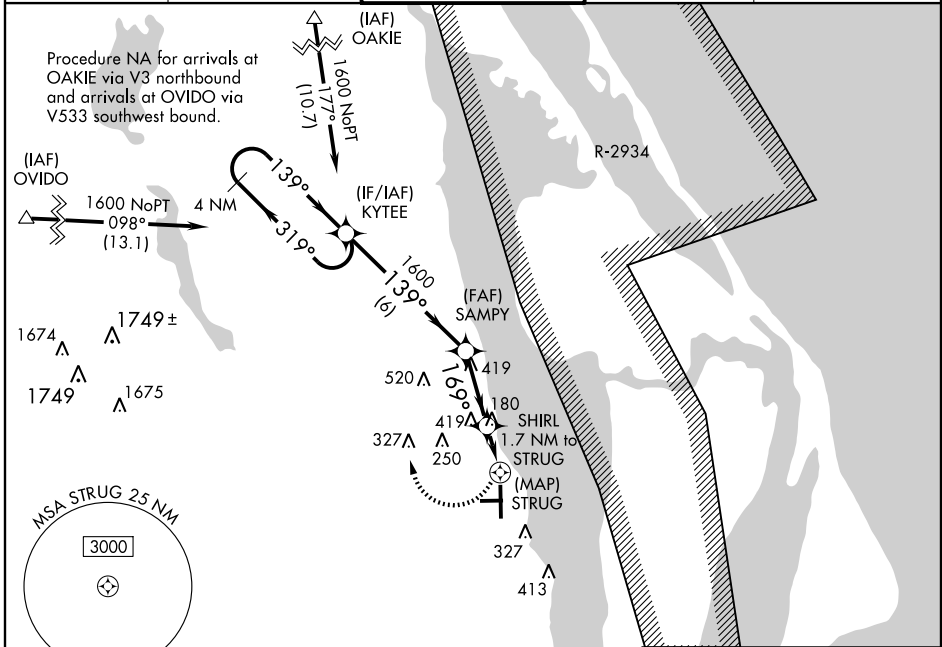 (IAF)
OAKIE
Procedure NA for arrivals at
OAKIE via V3 northbound
and arrivals at OVIDO via
V533 southwest bound.
1600 NoPT
177°
(10.7)
R-2934
(IAF)
OVIDO
1600 NoPT
098°
(13.1)
4 NM
139°
319°
(IF/IAF)
KYTEE
1600
139°
(6)
(FAF)
SAMPY
1674
1749 ±
1749
1675
520
419
169°
180
419
SHIRL
1.7 NM to
STRUG
327
250
(MAP)
STRUG
327
413
MSA STRUG 25 NM
3000